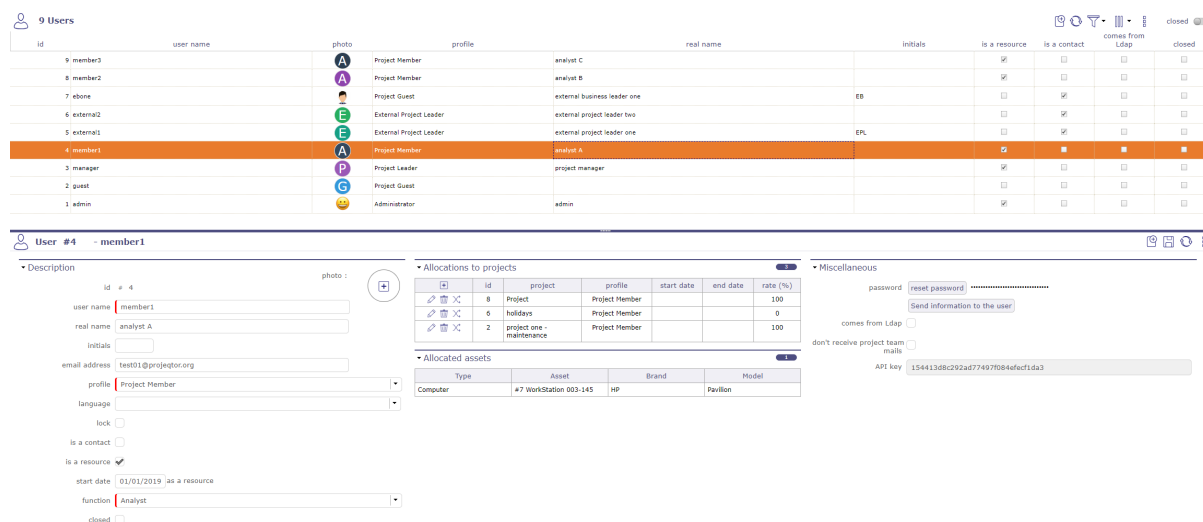 9 Users
closed
id user name photo profile real name initials is a resource is a contact comes from Ldap closed
9 member3 A Project Member analyst C
8 member2 A Project Member analyst B
7 ebone Project Guest external business leader one EB
6 external2 E External Project Leader external project leader two
5 external1 E External Project Leader external project leader one EPL
4 member1 A Project Member analyst A
3 manager P Project Leader project manager
2 guest G Project Guest
1 admin Administrator admin
User #4 - member1
Description
photo :
id # 4
user name member1
real name analyst A
initials
email address test01@projeqtor.org
profile Project Member
language
lock
is a contact
is a resource
start date 01/01/2019 as a resource
function Analyst
closed
Allocations to projects 3
id project profile start date end date rate (%)
8 Project Project Member 100
6 holidays Project Member 0
2 project one - maintenance Project Member 100
Allocated assets 1
Type Asset Brand Model
Computer #7 WorkStation 003-145 HP Pavilion
Miscellaneous
password reset password
Send information to the user
comes from Ldap
don't receive project team mails
API key 154413d8c292ad77497f084efecf1da3